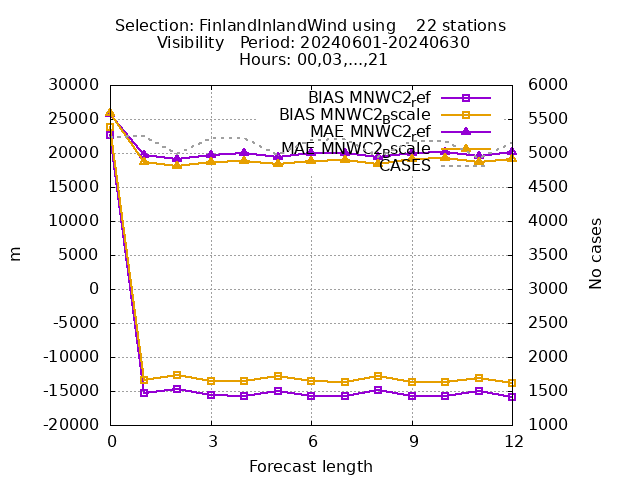 Selection: FinlandInlandWind using 22 stations
Visibility Period: 20240601-20240630
Hours: 00,03,...,21
BIAS MNWC2_ref
BIAS MNWC2_Bscale
MAE MNWC2_ref
MAE MNWC2_Bscale
CASES
30000
25000
20000
15000
10000
5000
0
-5000
-10000
-15000
-20000
m
6000
5500
5000
4500
4000
3500
3000
2500
2000
1500
1000
No cases
0 3 6 9 12
Forecast length